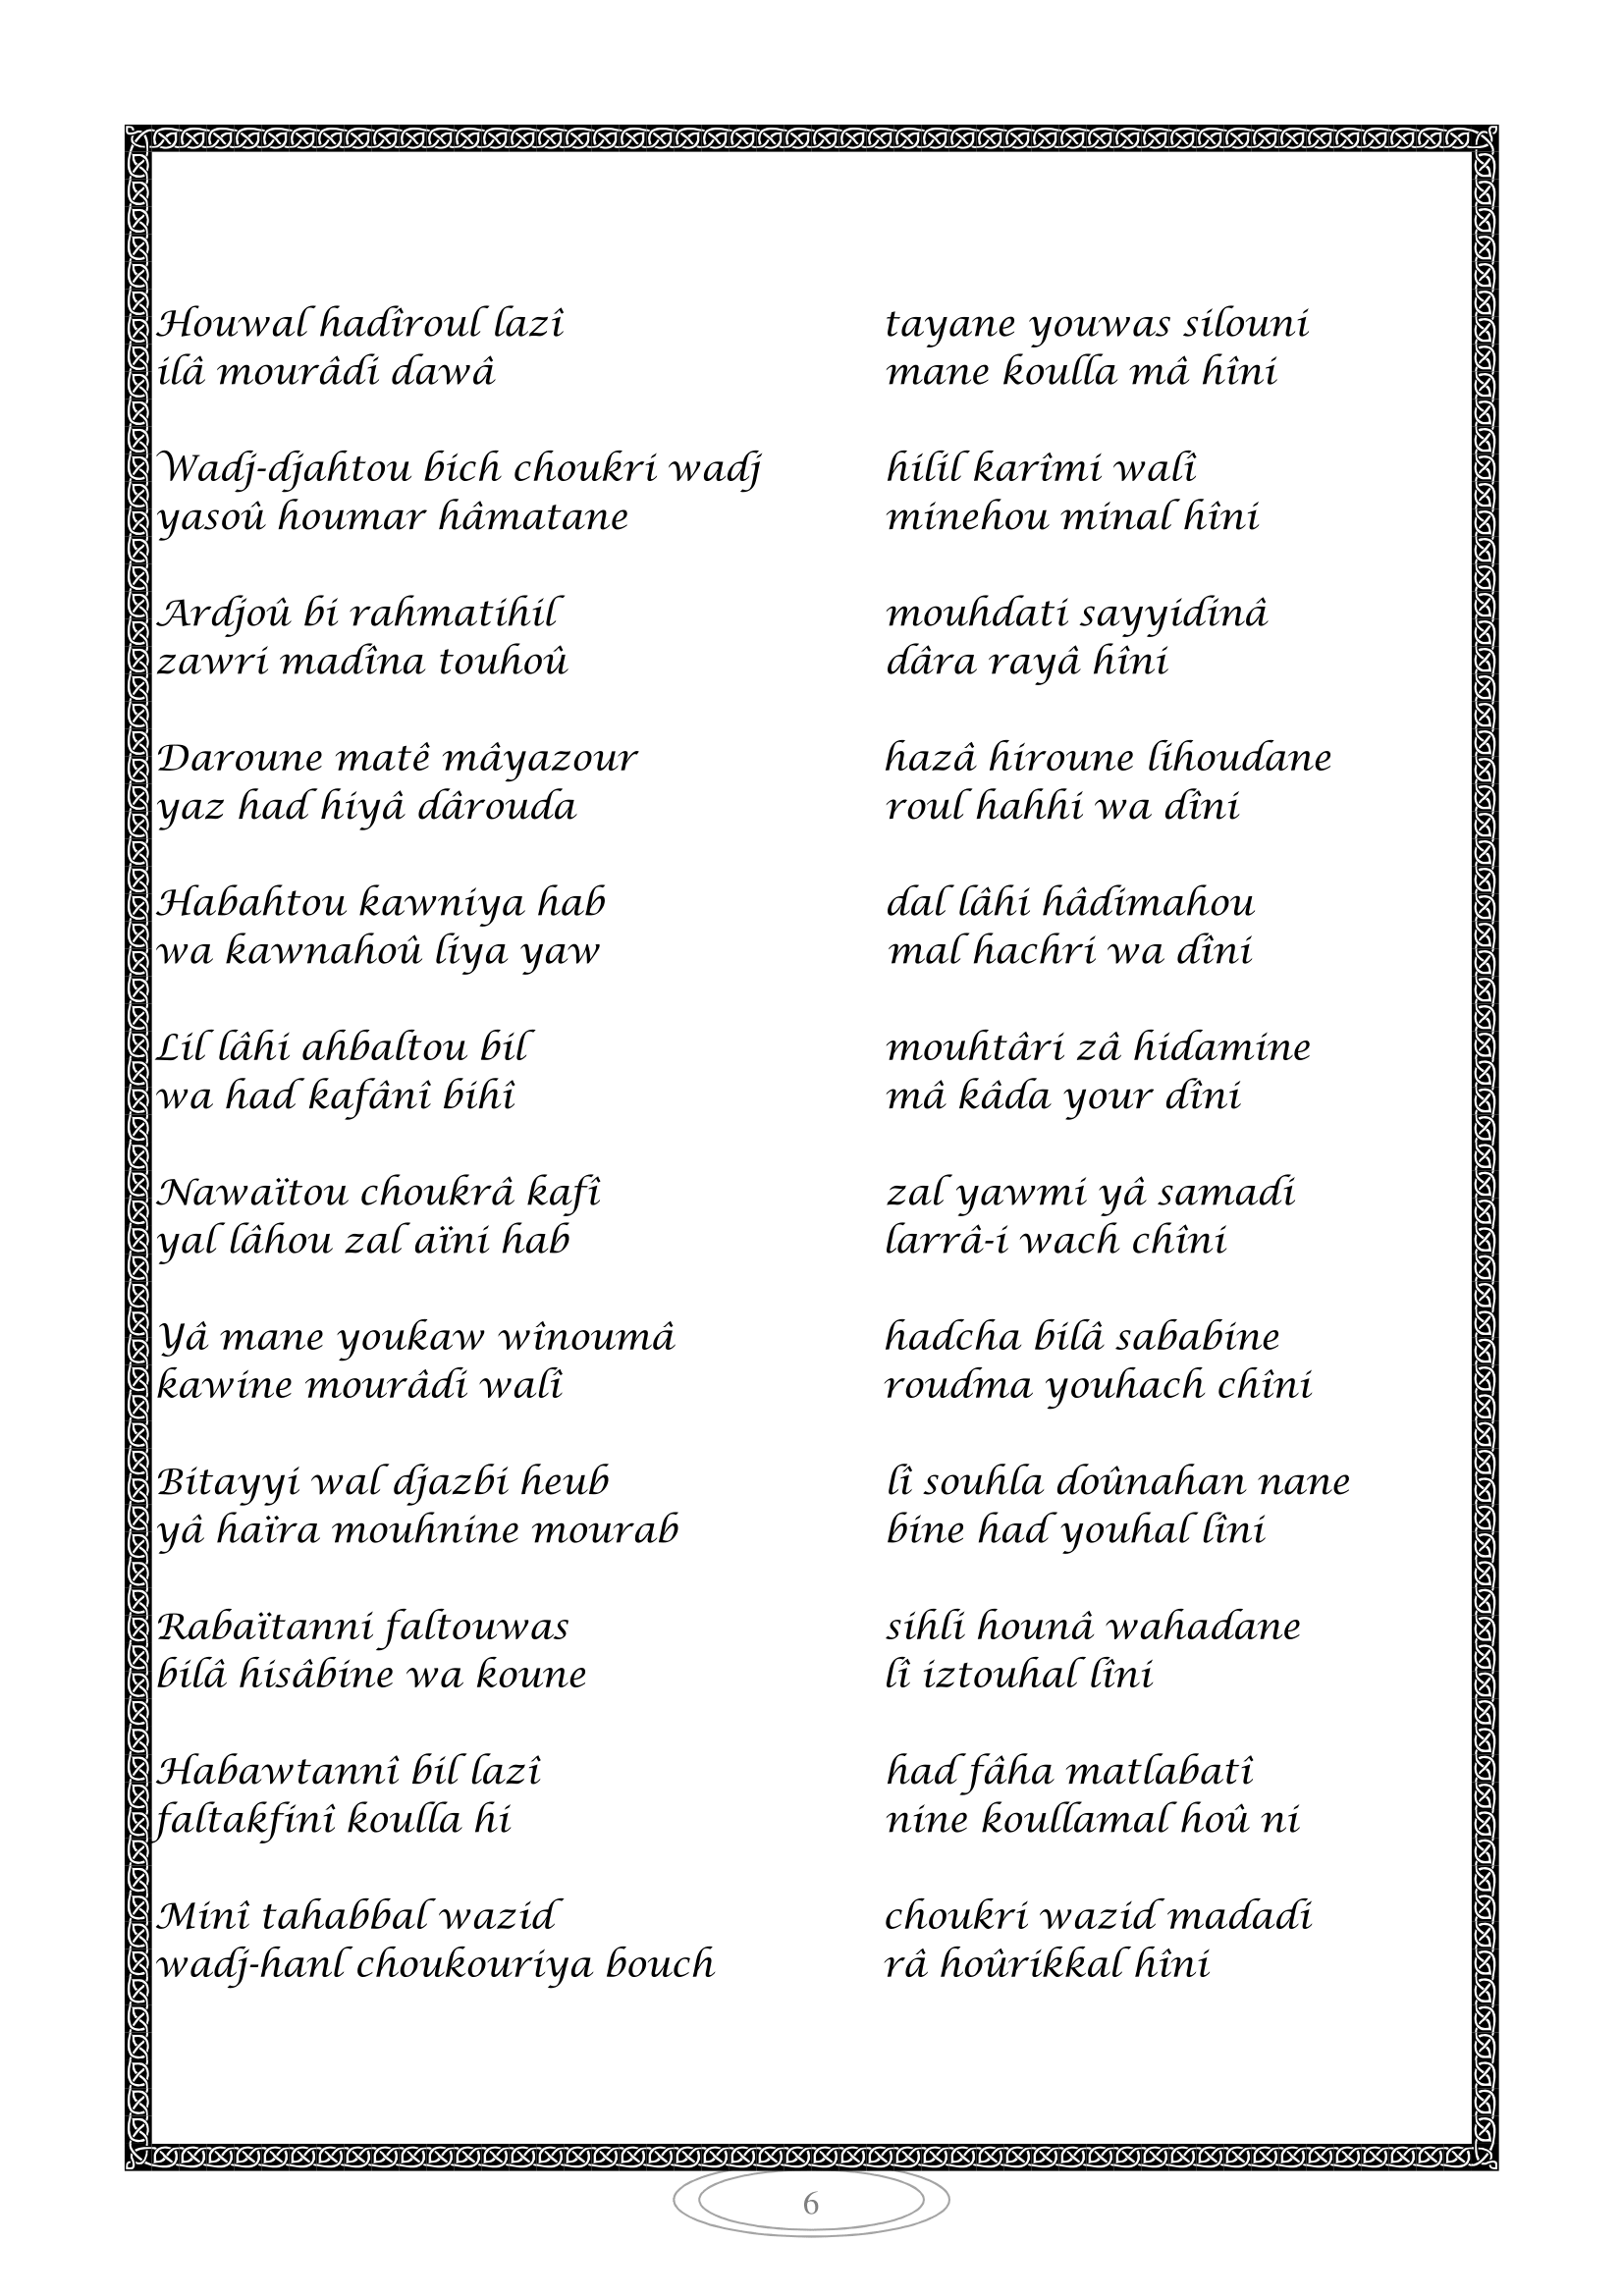 Houwal hadîroul lazî tayane youwas silouni
ilâ mourâdi dawâ mane koulla mâ hîni
Wadj-djahtou bich choukri wadj hilil karîmi walî
yasoû houmar hâmatane minehou minal hîni
Ardjoû bi rahmatihil mouhdati sayyidinâ
zawri madîna touhoû dâra rayâ hîni
Daroune matê mâyazour hazâ hiroune lihoudane
yaz had hiyâ dârouda roul hahhi wa dîni
Habahtou kawniya hab dal lâhi hâdimahou
wa kawnahoû liya yaw mal hachri wa dîni
Lil lâhi ahbaltou bil mouhtâri zâ hidamine
wa had kafânî bihî mâ kâda your dîni
Nawaïtou choukrâ kafî zal yawmi yâ samadi
yal lâhou zal aïni hab larrâ-i wach chîni
Yâ mane youkaw wînoumâ hadcha bilâ sababine
kawine mourâdi walî roudma youhach chîni
Bitayyi wal djazbi heub lî souhla doûnahan nane
yâ haïra mouhnine mourab bine had youhal lîni
Rabaïtanni faltouwas sihli hounâ wahadane
bilâ hisâbine wa koune lî iztouhal lîni
Habawtannî bil lazî had fâha matlabatî
faltakfinî koulla hi nine koullamal hoû ni
Minî tahabbal wazid choukri wazid madadi
wadj-hanl choukouriya bouch râ hoûrikkal hîni
6